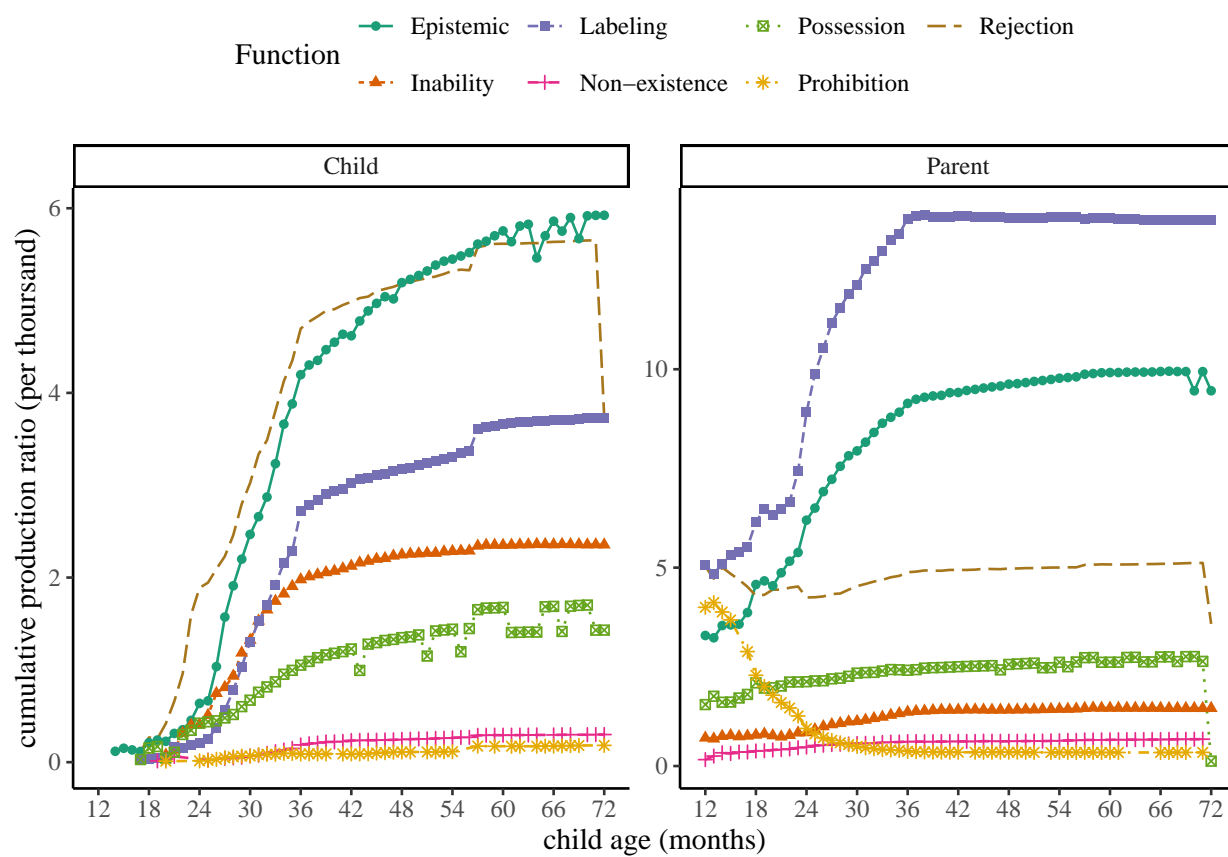 Function
Epistemic Labeling Possession Rejection
Inability Non−existence Prohibition
Child Parent
cumulative production ratio (per thoursand)
6
4
2
0
10
5
0
12 18 24 30 36 42 48 54 60 66 72 12 18 24 30 36 42 48 54 60 66 72
child age (months)